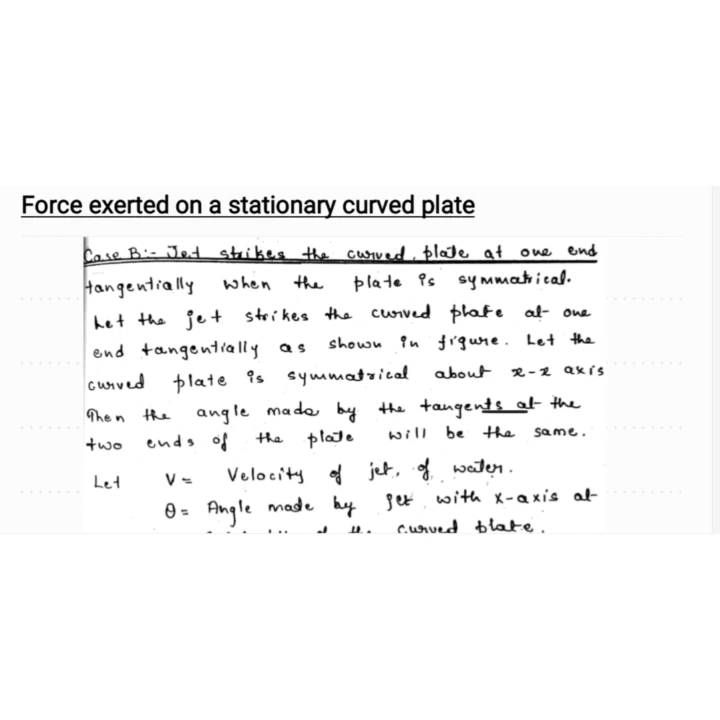 Force exerted on a stationary curved plate
Case B:- Jet strikes the curved plate at one end
tangentially when the plate is symmatrical.
Let the jet strikes the curved plate at one
end tangentially as shown in figure. Let the
curved plate is symmatrical about x-x axis
Then the angle made by the tangents at the
two ends of the plate will be the same.
Let V = Velocity of jet, of water.
θ = Angle made by jet with x-axis at
curved plate.